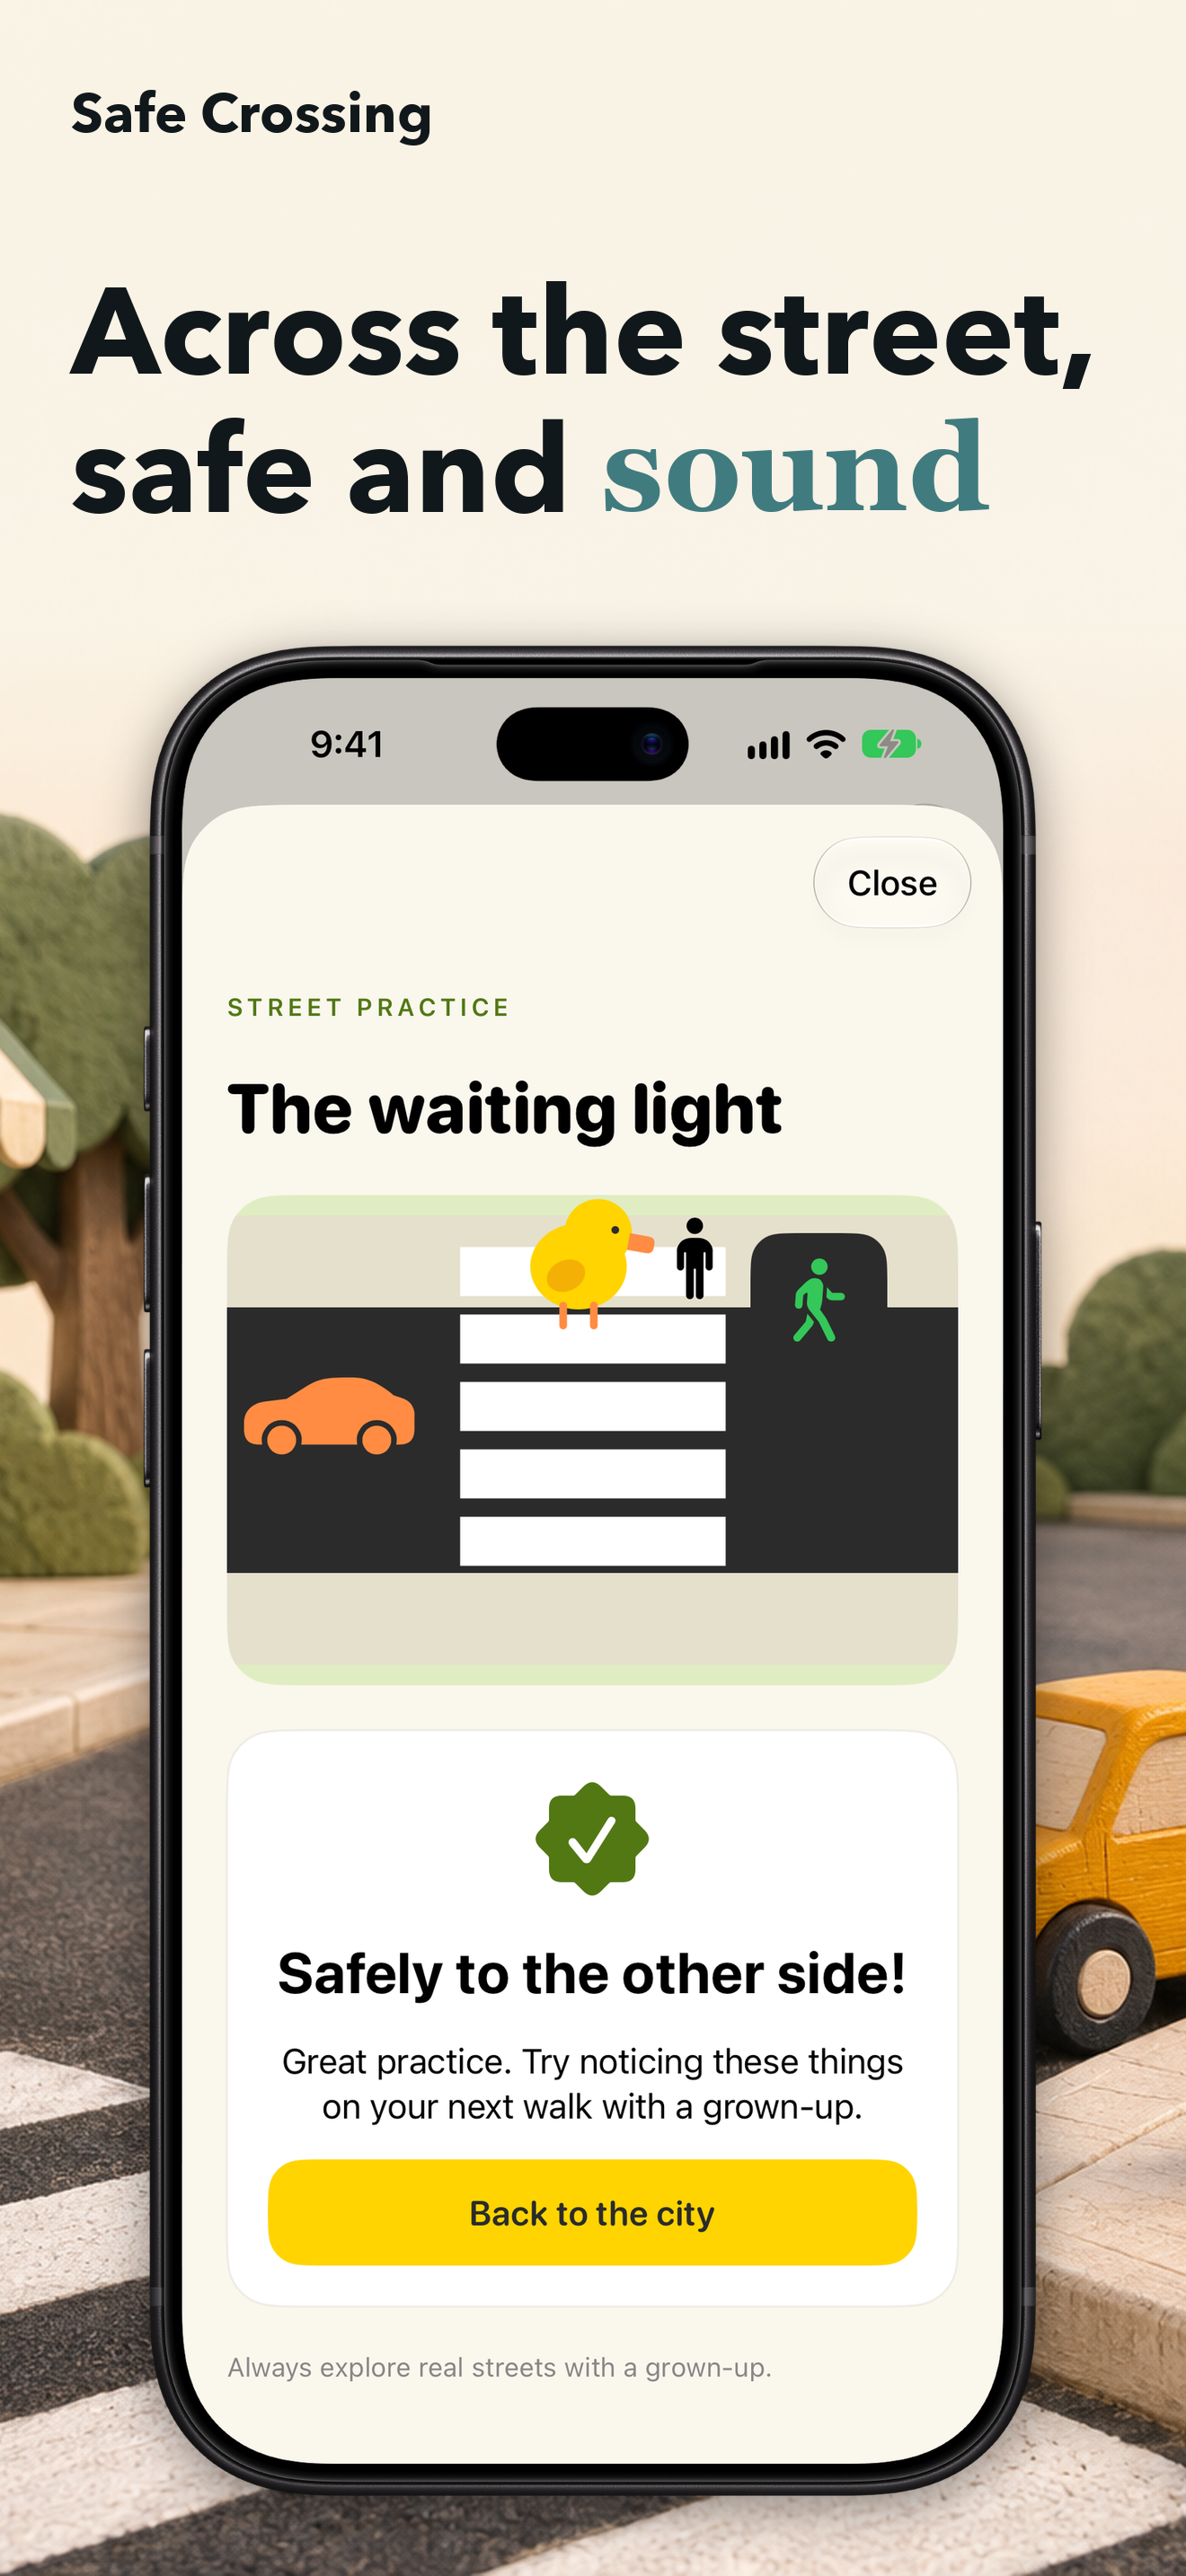 Safe Crossing
Across the street,
safe and sound
9:41
Close
STREET PRACTICE
The waiting light
Safely to the other side!
Great practice. Try noticing these things
on your next walk with a grown-up.
Back to the city
Always explore real streets with a grown-up.